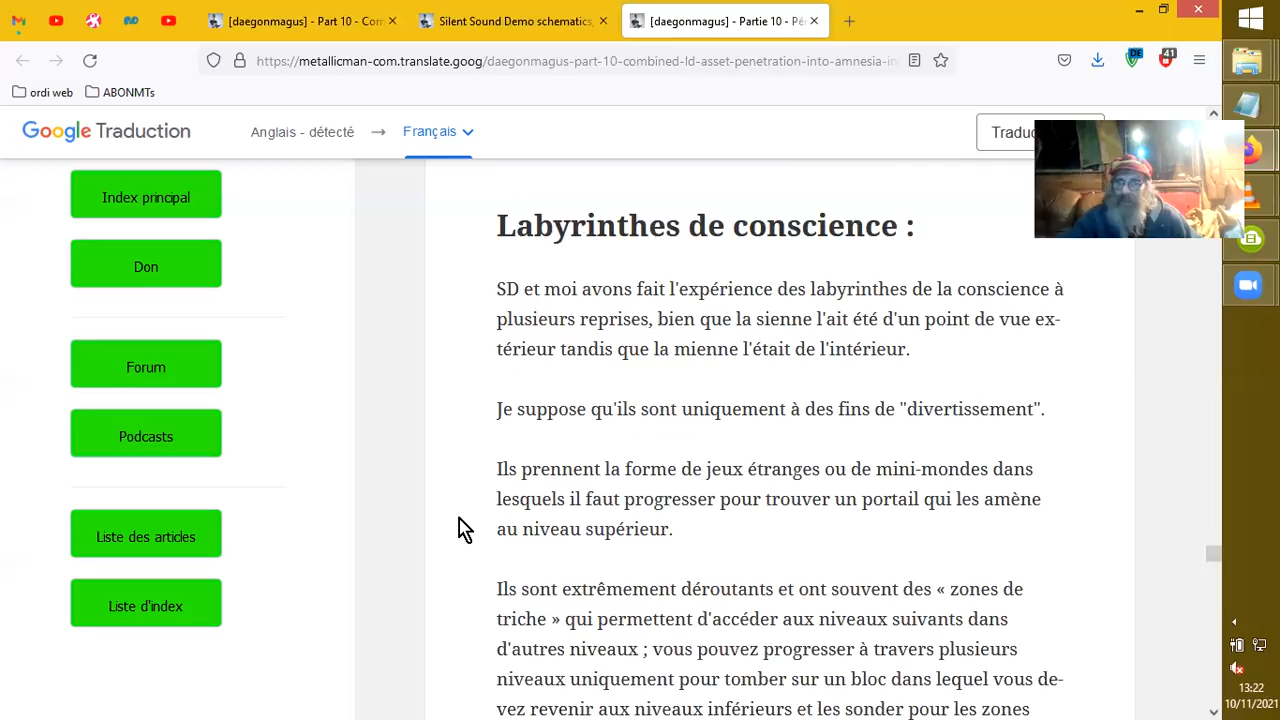 [daegonmagus] - Part 10 - Con
Silent Sound Demo schematics,
[daegonmagus] - Partie 10 - Pé
https://metallicman-com.translate.goog/daegonmagus-part-10-combined-ld-asset-penetration-into-amnesia-in
DE
41
ordi web
ABONMTs
Google Traduction
Anglais - détecté
Français
Tradu
Index principal
Don
Forum
Podcasts
Liste des articles
Liste d'index
Labyrinthes de conscience :
SD et moi avons fait l'expérience des labyrinthes de la conscience à
plusieurs reprises, bien que la sienne l'ait été d'un point de vue ex-
térieur tandis que la mienne l'était de l'intérieur.
Je suppose qu'ils sont uniquement à des fins de "divertissement".
Ils prennent la forme de jeux étranges ou de mini-mondes dans
lesquels il faut progresser pour trouver un portail qui les amène
au niveau supérieur.
Ils sont extrêmement déroutants et ont souvent des « zones de
triche » qui permettent d'accéder aux niveaux suivants dans
d'autres niveaux ; vous pouvez progresser à travers plusieurs
niveaux uniquement pour tomber sur un bloc dans lequel vous de-
vez revenir aux niveaux inférieurs et les sonder pour les zones
13:22
10/11/2021